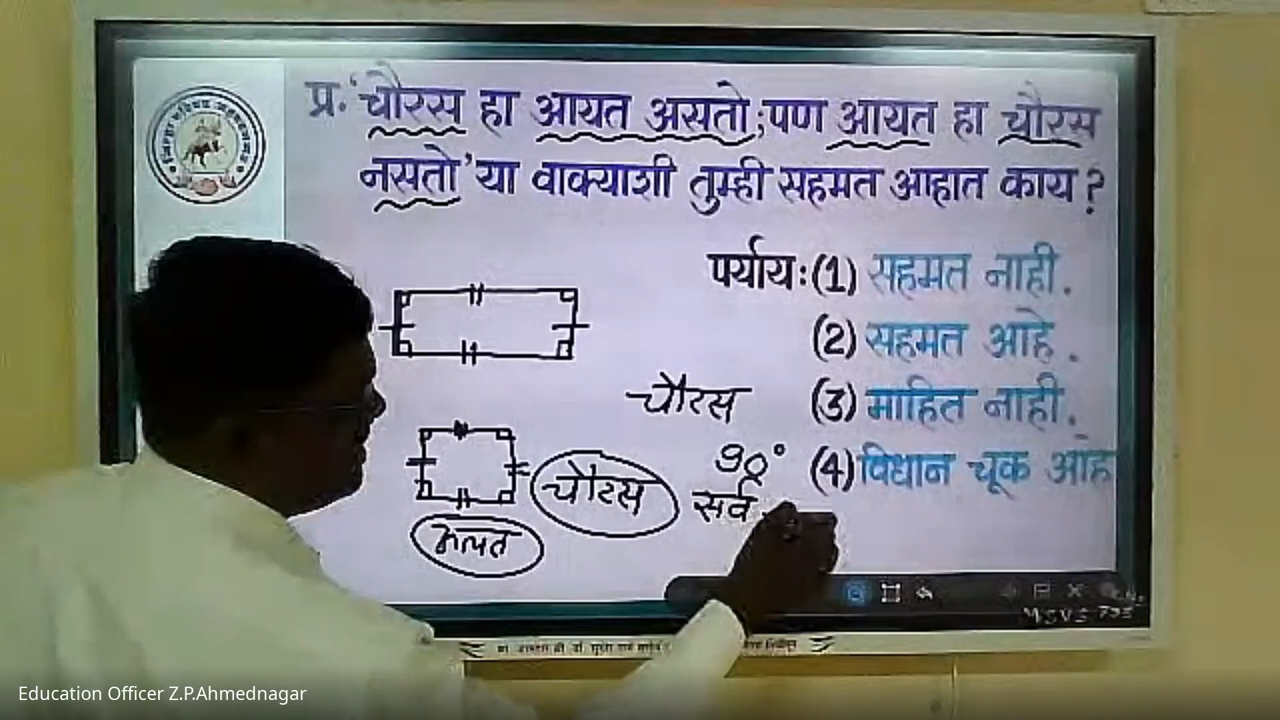 प्र. 'चौरस हा आयत असतो; पण आयत हा चौरस
नसतो' या वाक्याशी तुम्ही सहमत आहात काय?
पर्यायः (1) सहमत नाही.
(2) सहमत आहे.
(3) माहित नाही.
(4) विधान चूक आहे
चौरस
90°
चौरस
सर्व
Education Officer Z.P.Ahmednagar